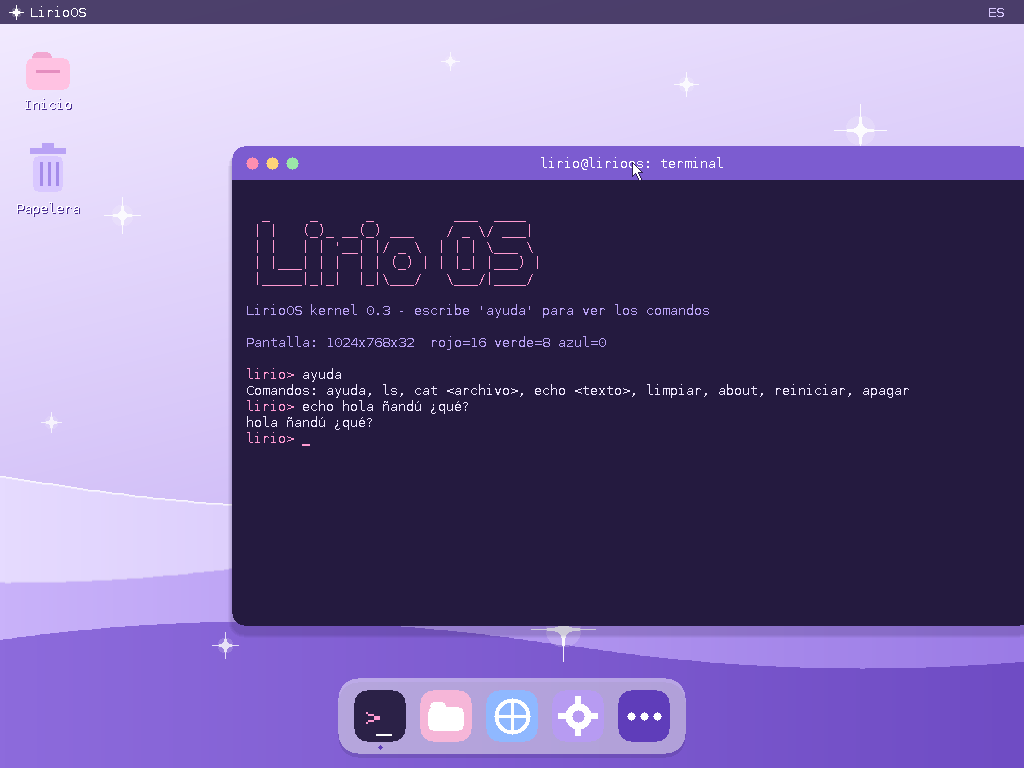 LirioOS
ES
Inicio
Papelera
lirio@lirioos: terminal
Lirio OS
LirioOS kernel 0.3 - escribe 'ayuda' para ver los comandos
Pantalla: 1024x768x32  rojo=16 verde=8 azul=0
lirio> ayuda
Comandos: ayuda, ls, cat <archivo>, echo <texto>, limpiar, about, reiniciar, apagar
lirio> echo hola ñandú ¿qué?
hola ñandú ¿qué?
lirio> _
>_